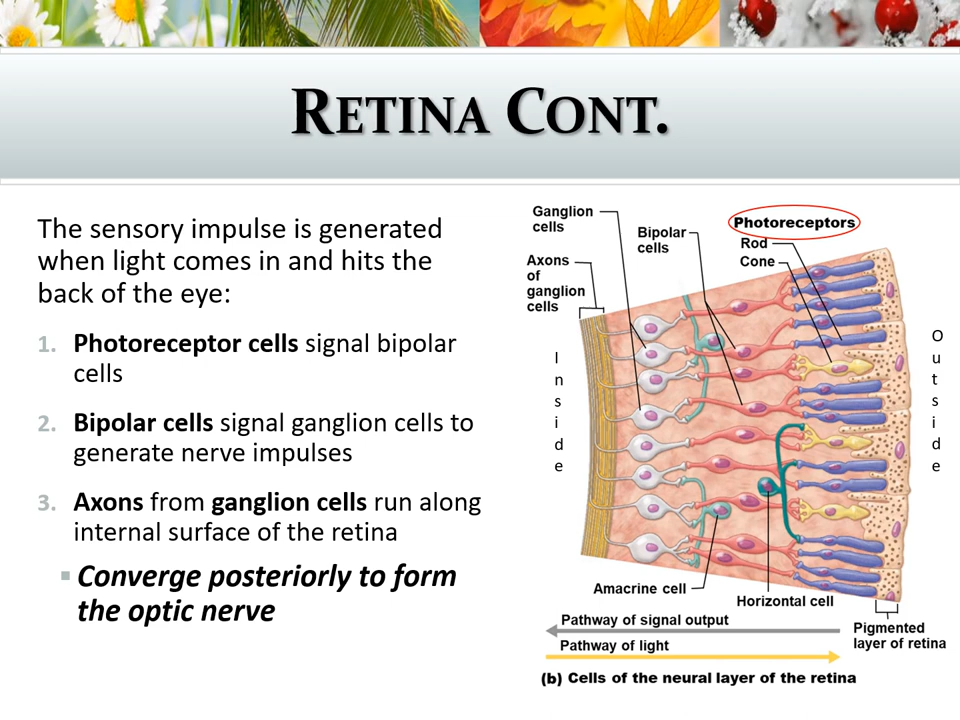 RETINA CONT.
The sensory impulse is generated
when light comes in and hits the
back of the eye:
1. Photoreceptor cells signal bipolar
cells
2. Bipolar cells signal ganglion cells to
generate nerve impulses
3. Axons from ganglion cells run along
internal surface of the retina
▪ Converge posteriorly to form
the optic nerve
Ganglion
cells
Bipolar
cells
Photoreceptors
Rod
Cone
Axons
of
ganglion
cells
Inside
Outside
Amacrine cell
Horizontal cell
Pathway of signal output
Pathway of light
Pigmented
layer of retina
(b) Cells of the neural layer of the retina